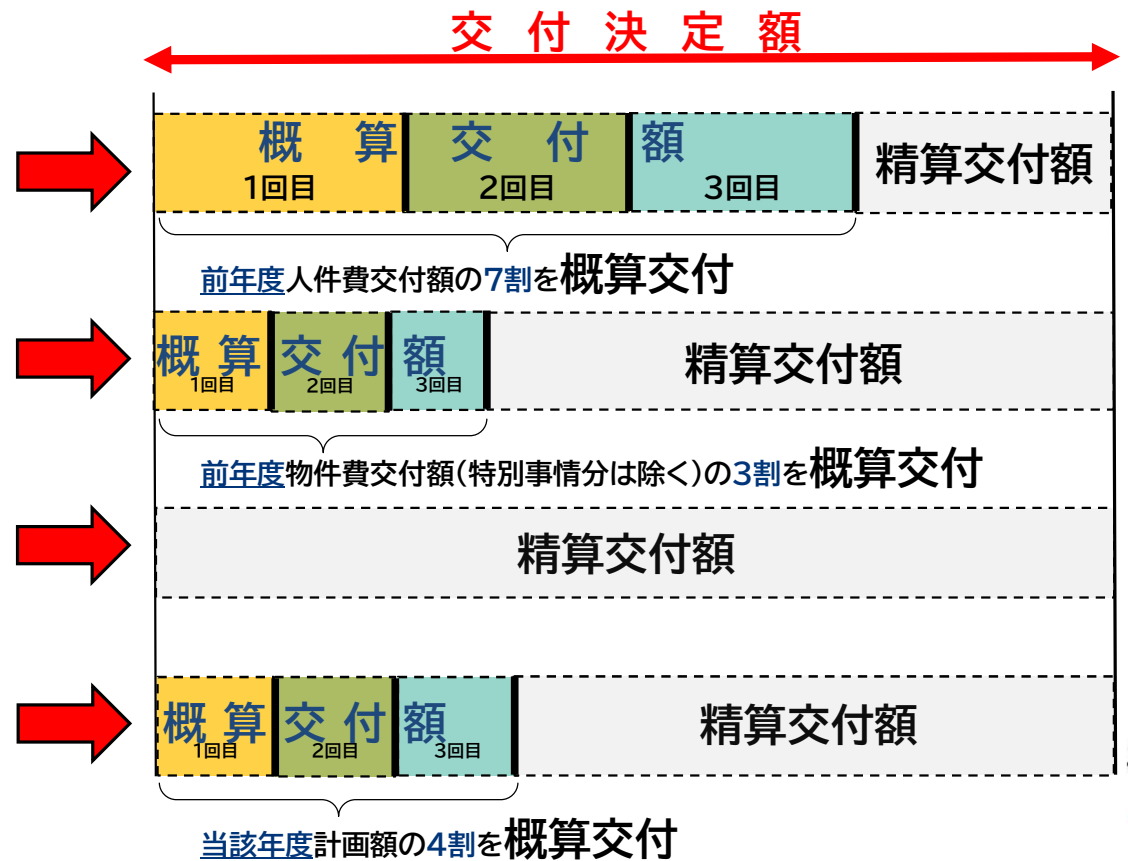 交付決定額
概算交付額
1回目 2回目 3回目
精算交付額
前年度人件費交付額の7割を概算交付
概算交付額
1回目 2回目 3回目
精算交付額
前年度物件費交付額(特別事情分は除く)の3割を概算交付
精算交付額
概算交付額
1回目 2回目 3回目
精算交付額
当該年度計画額の4割を概算交付